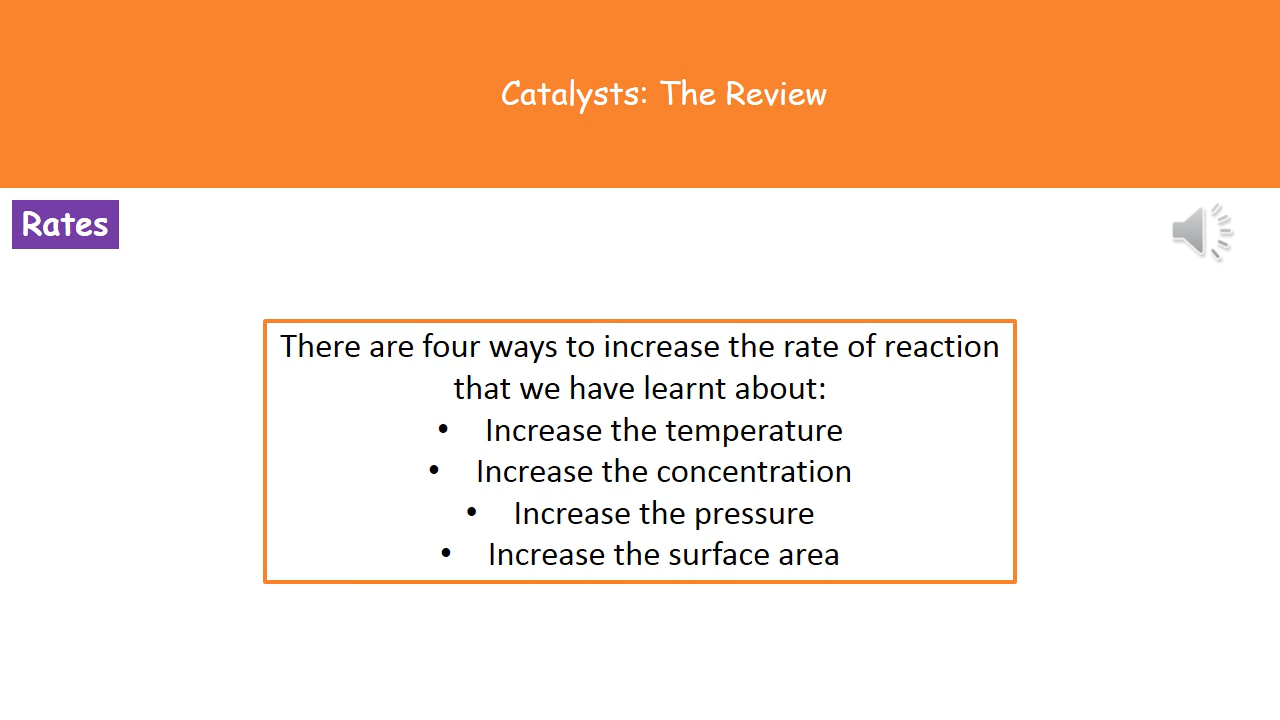 Catalysts: The Review
Rates
There are four ways to increase the rate of reaction
that we have learnt about:
• Increase the temperature
• Increase the concentration
• Increase the pressure
• Increase the surface area